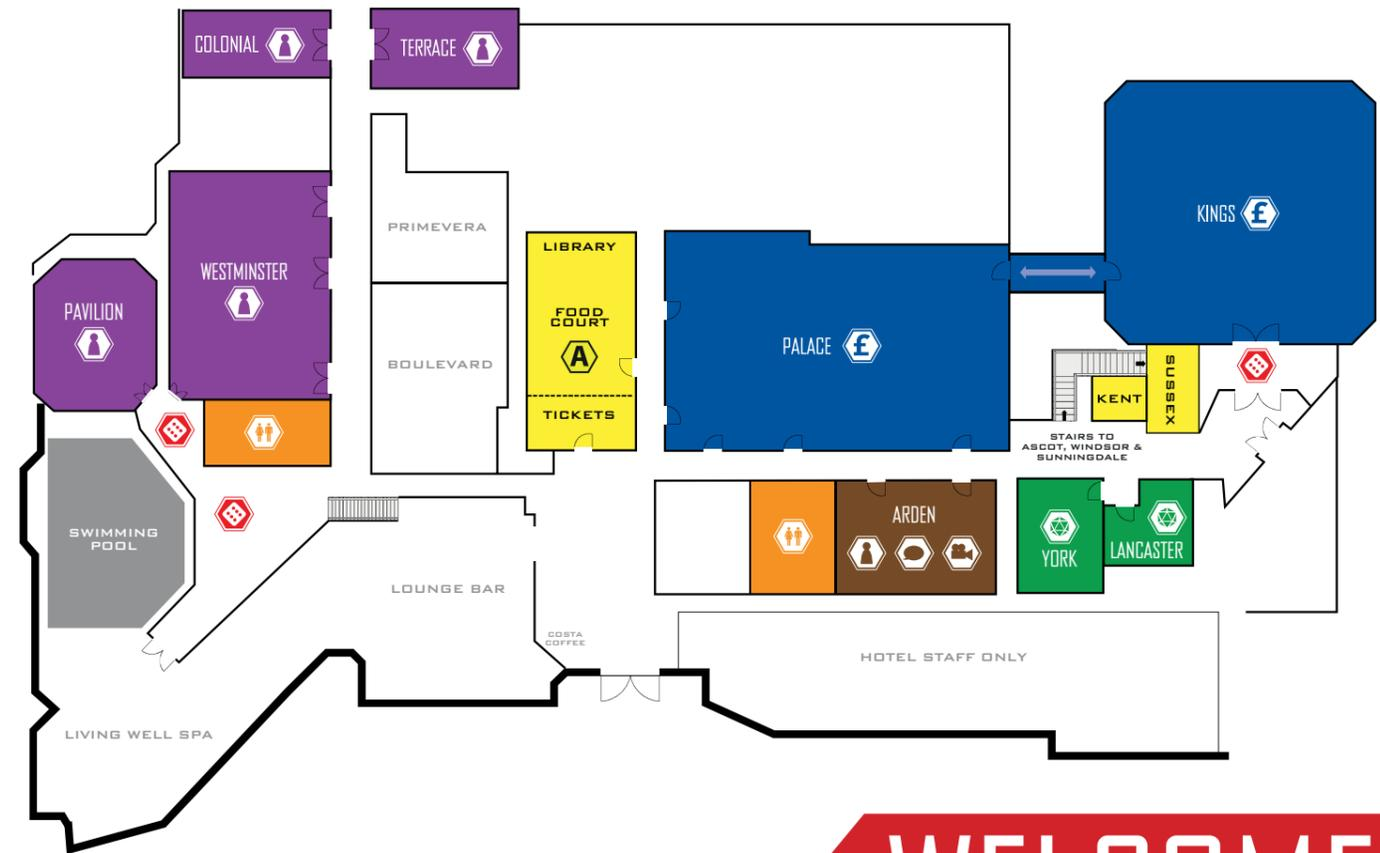 COLONIAL
TERRACE
KINGS £
PRIMEVERA
LIBRARY
WESTMINSTER
PAVILION
FOOD
COURT
A
PALACE £
BOULEVARD
SUSSEX
KENT
TICKETS
STAIRS TO
ASCOT, WINDSOR &
SUNNINGDALE
SWIMMING
POOL
ARDEN
YORK
LANCASTER
LOUNGE BAR
COSTA
COFFEE
HOTEL STAFF ONLY
LIVING WELL SPA
WELCOME